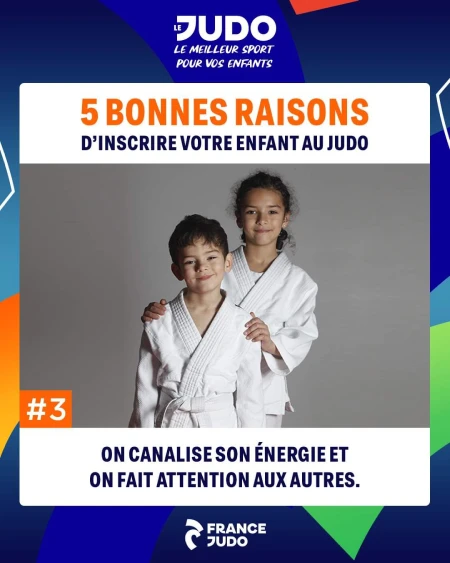 LE JUDO
LE MEILLEUR SPORT
POUR VOS ENFANTS
5 BONNES RAISONS
D'INSCRIRE VOTRE ENFANT AU JUDO
#3
ON CANALISE SON ÉNERGIE ET
ON FAIT ATTENTION AUX AUTRES.
FRANCE
JUDO